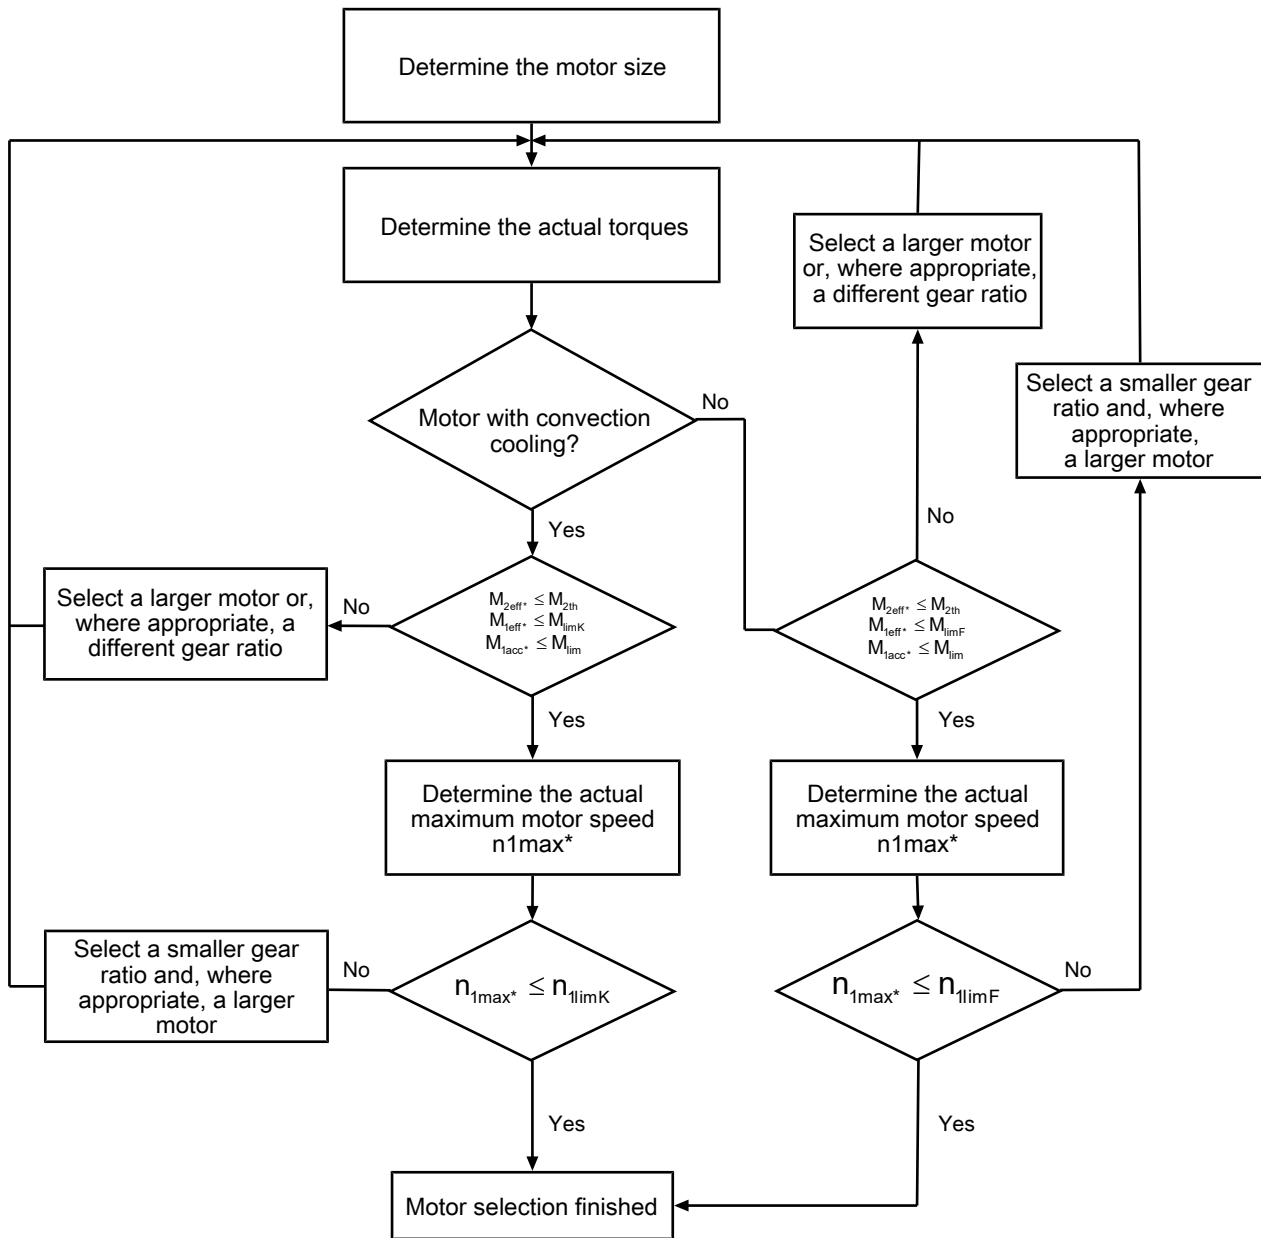 Determine the motor size
Determine the actual torques
Select a larger motor
or, where appropriate,
a different gear ratio
Select a smaller gear
ratio and, where
appropriate,
a larger motor
Motor with convection
cooling?
No
Yes
No
Select a larger motor or,
where appropriate, a
different gear ratio
No
M2eff* ≤ M2th
M1eff* ≤ MlimK
M1acc* ≤ Mlim
M2eff* ≤ M2th
M1eff* ≤ MlimF
M1acc* ≤ Mlim
Yes
Yes
Determine the actual
maximum motor speed
n1max*
Determine the actual
maximum motor speed
n1max*
Select a smaller gear
ratio and, where
appropriate, a larger
motor
No
n1max* ≤ n1limK
n1max* ≤ n1limF
No
Yes
Yes
Motor selection finished